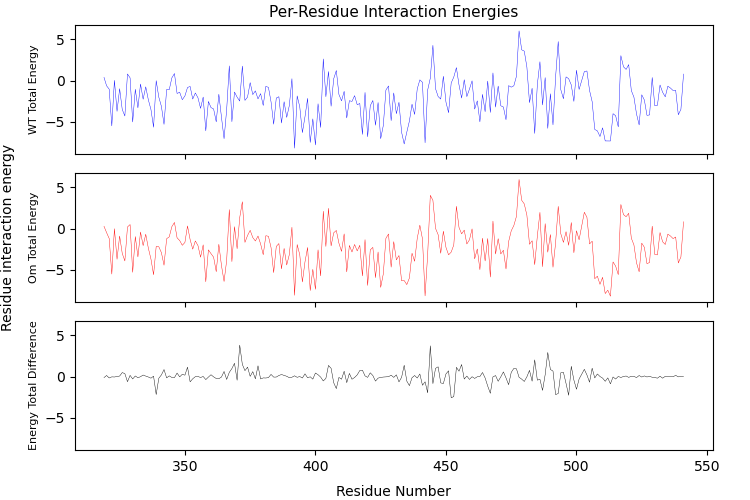 Per-Residue Interaction Energies
Residue interaction energy
WT Total Energy
5
0
−5
Om Total Energy
5
0
−5
Energy Total Difference
5
0
−5
350
400
450
500
550
Residue Number